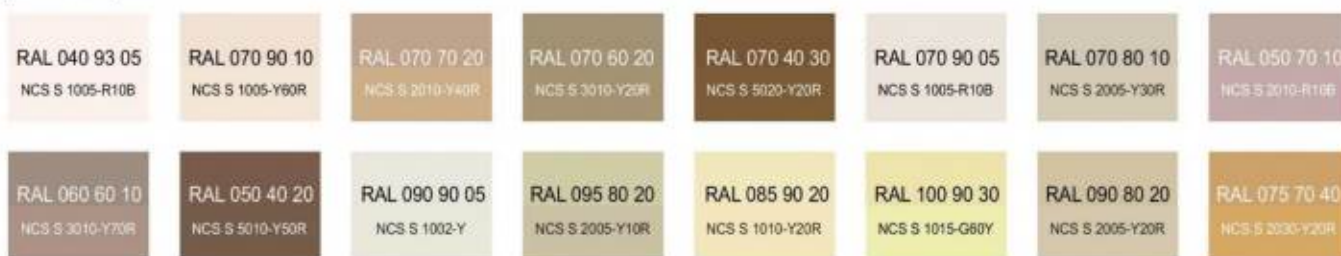 RAL 040 93 05
NCS S 1005-R10B
RAL 070 90 10
NCS S 1005-Y60R
RAL 070 70 20
NCS S 2010-Y40R
RAL 070 60 20
NCS S 3010-Y20R
RAL 070 40 30
NCS S 5020-Y20R
RAL 070 90 05
NCS S 1005-R10B
RAL 070 80 10
NCS S 2005-Y30R
RAL 050 70 10
NCS S 2010-R10B
RAL 060 60 10
NCS S 3010-Y70R
RAL 050 40 20
NCS S 5010-Y50R
RAL 090 90 05
NCS S 1002-Y
RAL 095 80 20
NCS S 2005-Y10R
RAL 085 90 20
NCS S 1010-Y20R
RAL 100 90 30
NCS S 1015-G60Y
RAL 090 80 20
NCS S 2005-Y20R
RAL 075 70 40
NCS S 2030-Y20R